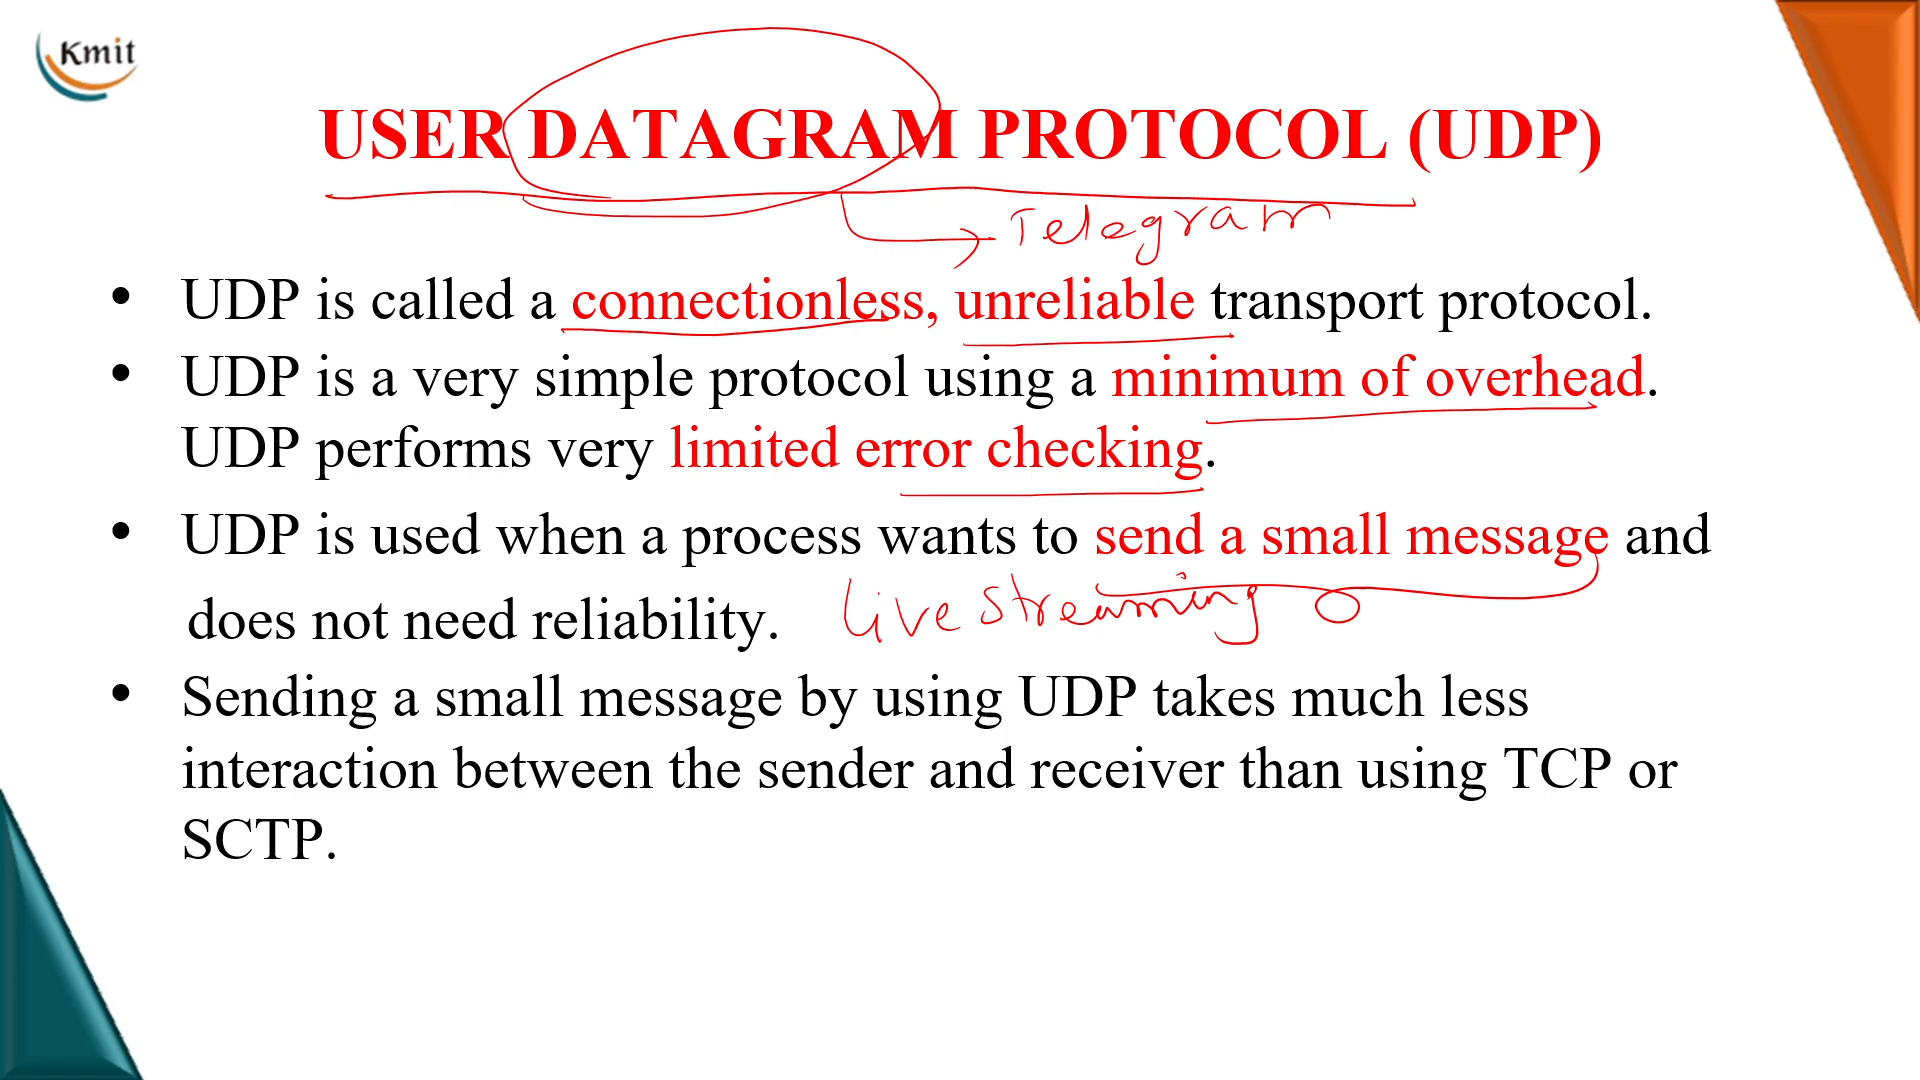 Kmit
USER DATAGRAM PROTOCOL (UDP)
Telegram
• UDP is called a connectionless, unreliable transport protocol.
• UDP is a very simple protocol using a minimum of overhead.
UDP performs very limited error checking.
• UDP is used when a process wants to send a small message and
does not need reliability.
Live Streaming
• Sending a small message by using UDP takes much less
interaction between the sender and receiver than using TCP or
SCTP.